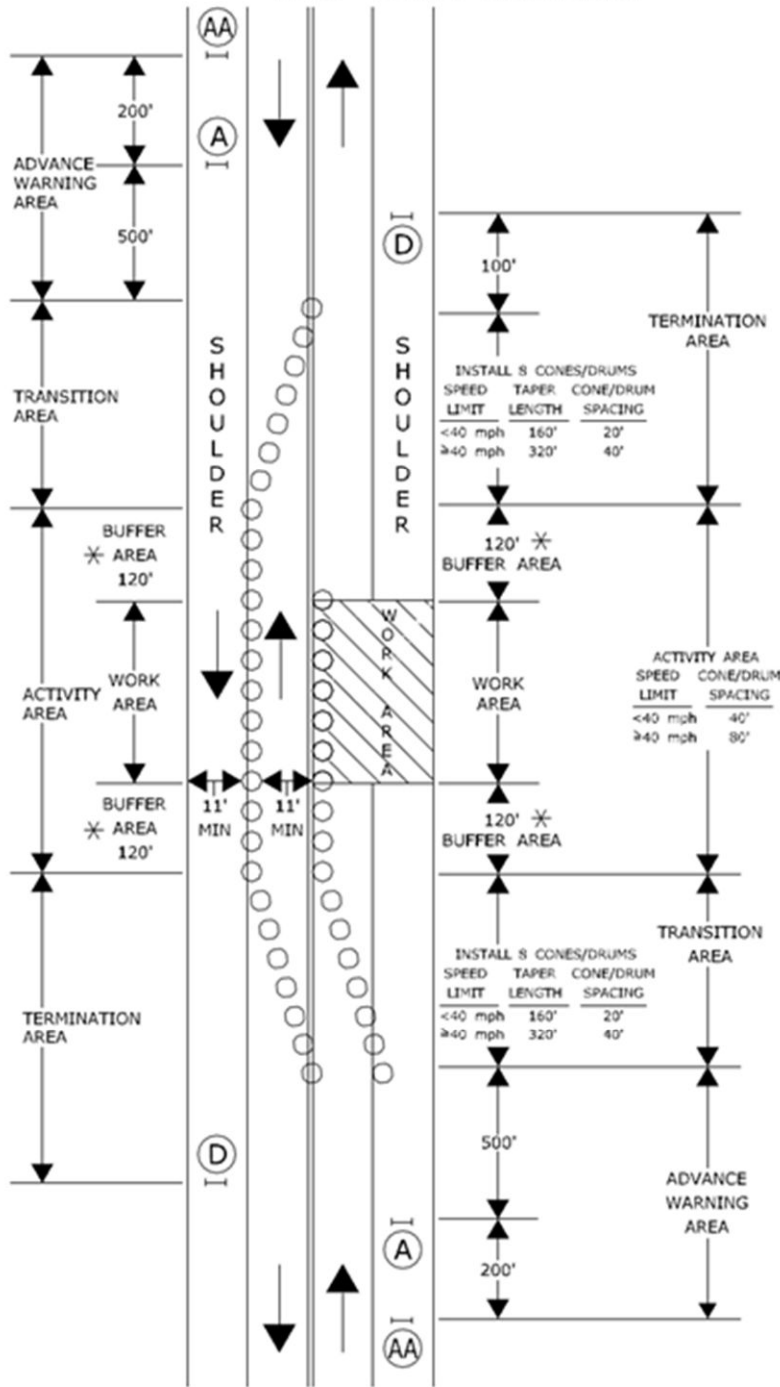 AA
200'
A
ADVANCE
WARNING
AREA
500'
D
100'
TERMINATION
AREA
SHOULDER
SHOULDER
INSTALL 8 CONES/DRUMS
SPEED TAPER CONE/DRUM
LIMIT LENGTH SPACING
<40 mph 160' 20'
≥40 mph 320' 40'
TRANSITION
AREA
BUFFER
* AREA
120'
120' *
BUFFER AREA
WORK AREA
WORK
AREA
WORK
AREA
ACTIVITY
AREA
ACTIVITY AREA
SPEED CONE/DRUM
LIMIT SPACING
<40 mph 40'
≥40 mph 80'
11'
MIN
11'
MIN
BUFFER
* AREA
120'
120' *
BUFFER AREA
TRANSITION
AREA
INSTALL 8 CONES/DRUMS
SPEED TAPER CONE/DRUM
LIMIT LENGTH SPACING
<40 mph 160' 20'
≥40 mph 320' 40'
TERMINATION
AREA
500'
D
ADVANCE
WARNING
AREA
A
200'
AA